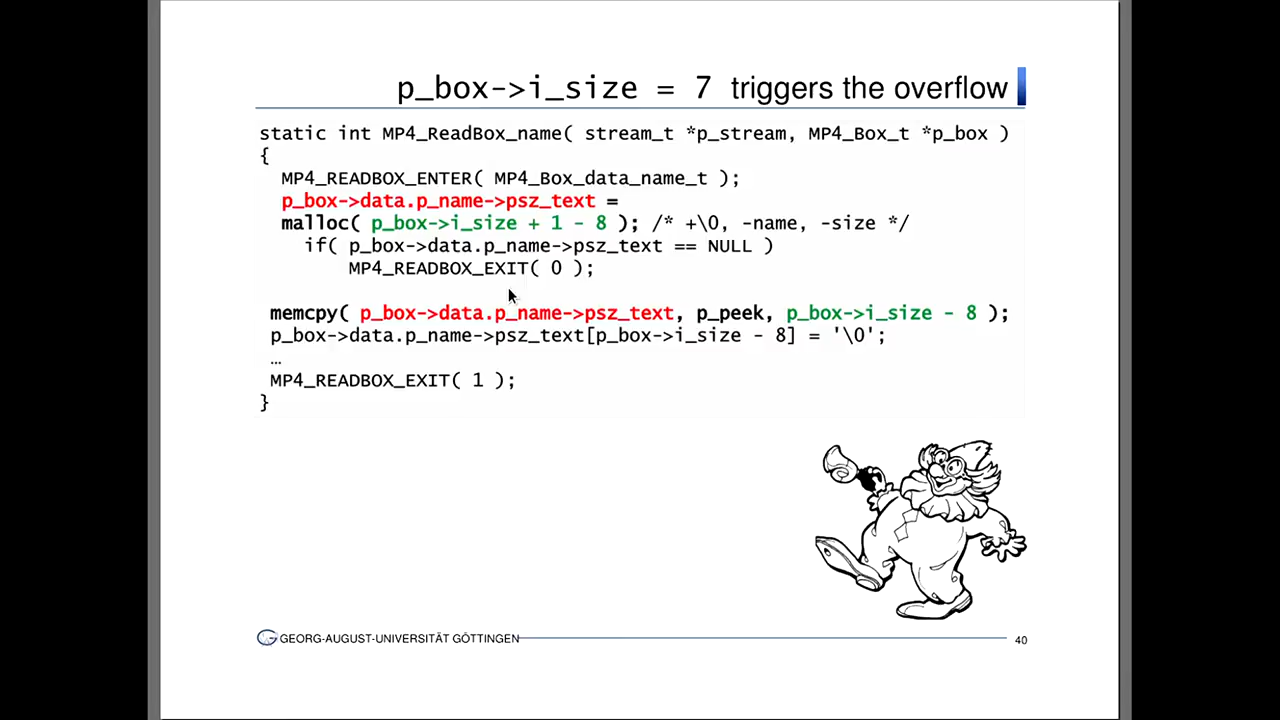 p_box->i_size = 7 triggers the overflow
static int MP4_ReadBox_name( stream_t *p_stream, MP4_Box_t *p_box )
{
MP4_READBOX_ENTER( MP4_Box_data_name_t );
p_box->data.p_name->psz_text =
malloc( p_box->i_size + 1 - 8 ); /* +\0, -name, -size */
if( p_box->data.p_name->psz_text == NULL )
MP4_READBOX_EXIT( 0 );
memcpy( p_box->data.p_name->psz_text, p_peek, p_box->i_size - 8 );
p_box->data.p_name->psz_text[p_box->i_size - 8] = '\0';
…
MP4_READBOX_EXIT( 1 );
}
GEORG-AUGUST-UNIVERSITÄT GÖTTINGEN
40